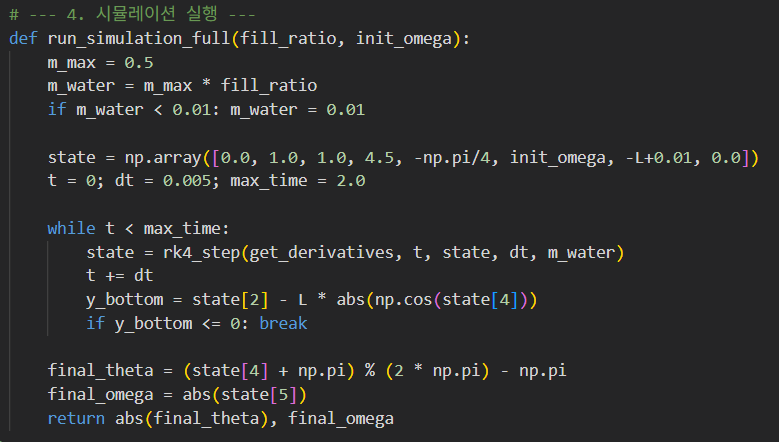 # --- 4. 시뮬레이션 실행 ---
def run_simulation_full(fill_ratio, init_omega):
    m_max = 0.5
    m_water = m_max * fill_ratio
    if m_water < 0.01: m_water = 0.01

    state = np.array([0.0, 1.0, 1.0, 4.5, -np.pi/4, init_omega, -L+0.01, 0.0])
    t = 0; dt = 0.005; max_time = 2.0

    while t < max_time:
        state = rk4_step(get_derivatives, t, state, dt, m_water)
        t += dt
        y_bottom = state[2] - L * abs(np.cos(state[4]))
        if y_bottom <= 0: break

    final_theta = (state[4] + np.pi) % (2 * np.pi) - np.pi
    final_omega = abs(state[5])
    return abs(final_theta), final_omega